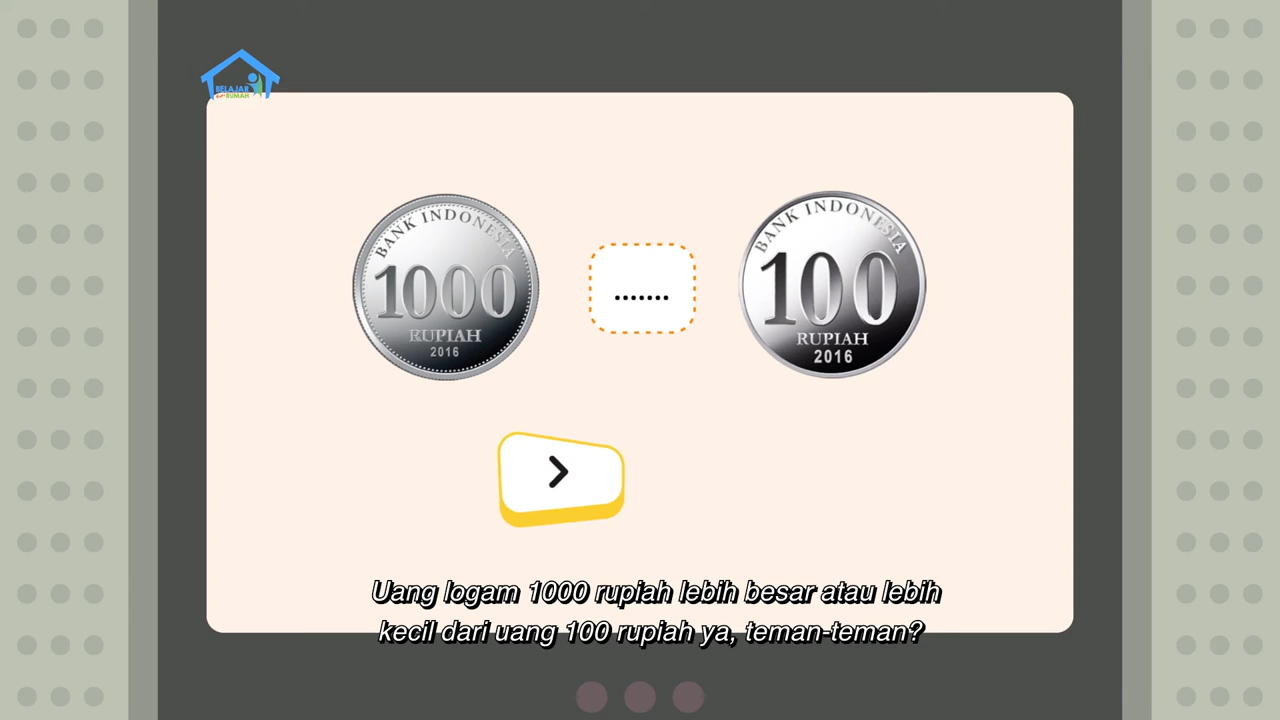 BELAJAR
dari RUMAH
BANK INDONESIA
1000
RUPIAH
2016
.......
BANK INDONESIA
100
RUPIAH
2016
>
Uang logam 1000 rupiah lebih besar atau lebih
kecil dari uang 100 rupiah ya, teman-teman?